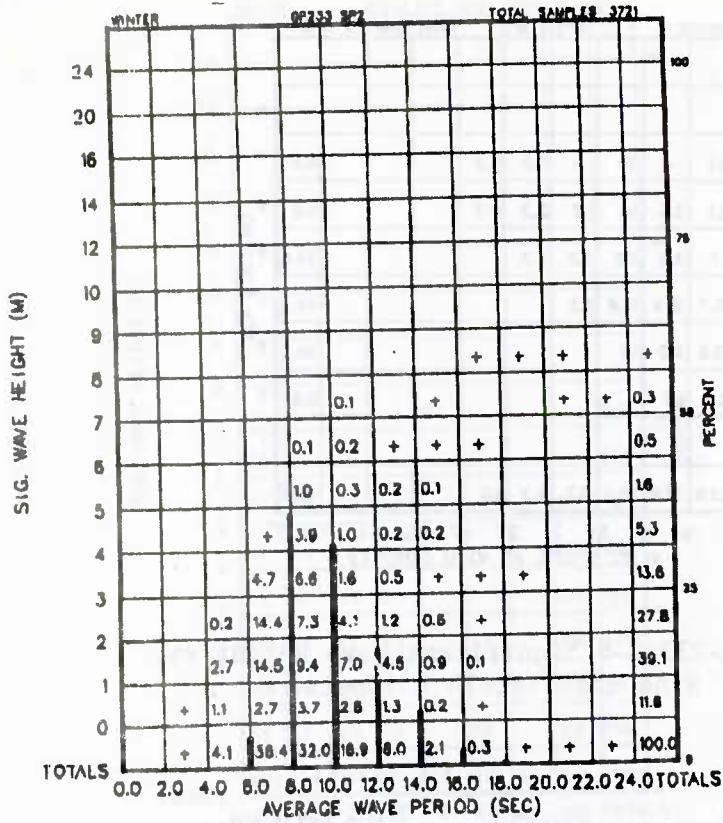 WINTER TOTAL SAMPLES 3721
24 100
20
16
14
12 75
10
9
8 + + + +
7 0.1 + + + 0.3 50
6 0.1 0.2 + + + 0.5
5 1.0 0.3 0.2 0.1 1.6
4 + 3.9 1.0 0.2 0.2 5.3
3 4.7 6.6 1.6 0.5 + + + 13.6 25
2 0.2 14.4 7.3 1.2 0.6 + 27.8
1 2.7 14.5 9.4 7.0 4.5 0.9 0.1 39.1
0 + 1.1 2.7 3.7 2.6 1.3 0.2 + 11.6
TOTALS + 4.1 36.4 32.0 16.9 8.0 2.1 0.3 + + + 100.0 0
0.0 2.0 4.0 6.0 8.0 10.0 12.0 14.0 16.0 18.0 20.0 22.0 24.0 TOTALS
AVERAGE WAVE PERIOD (SEC)
SIG. WAVE HEIGHT (M)
PERCENT